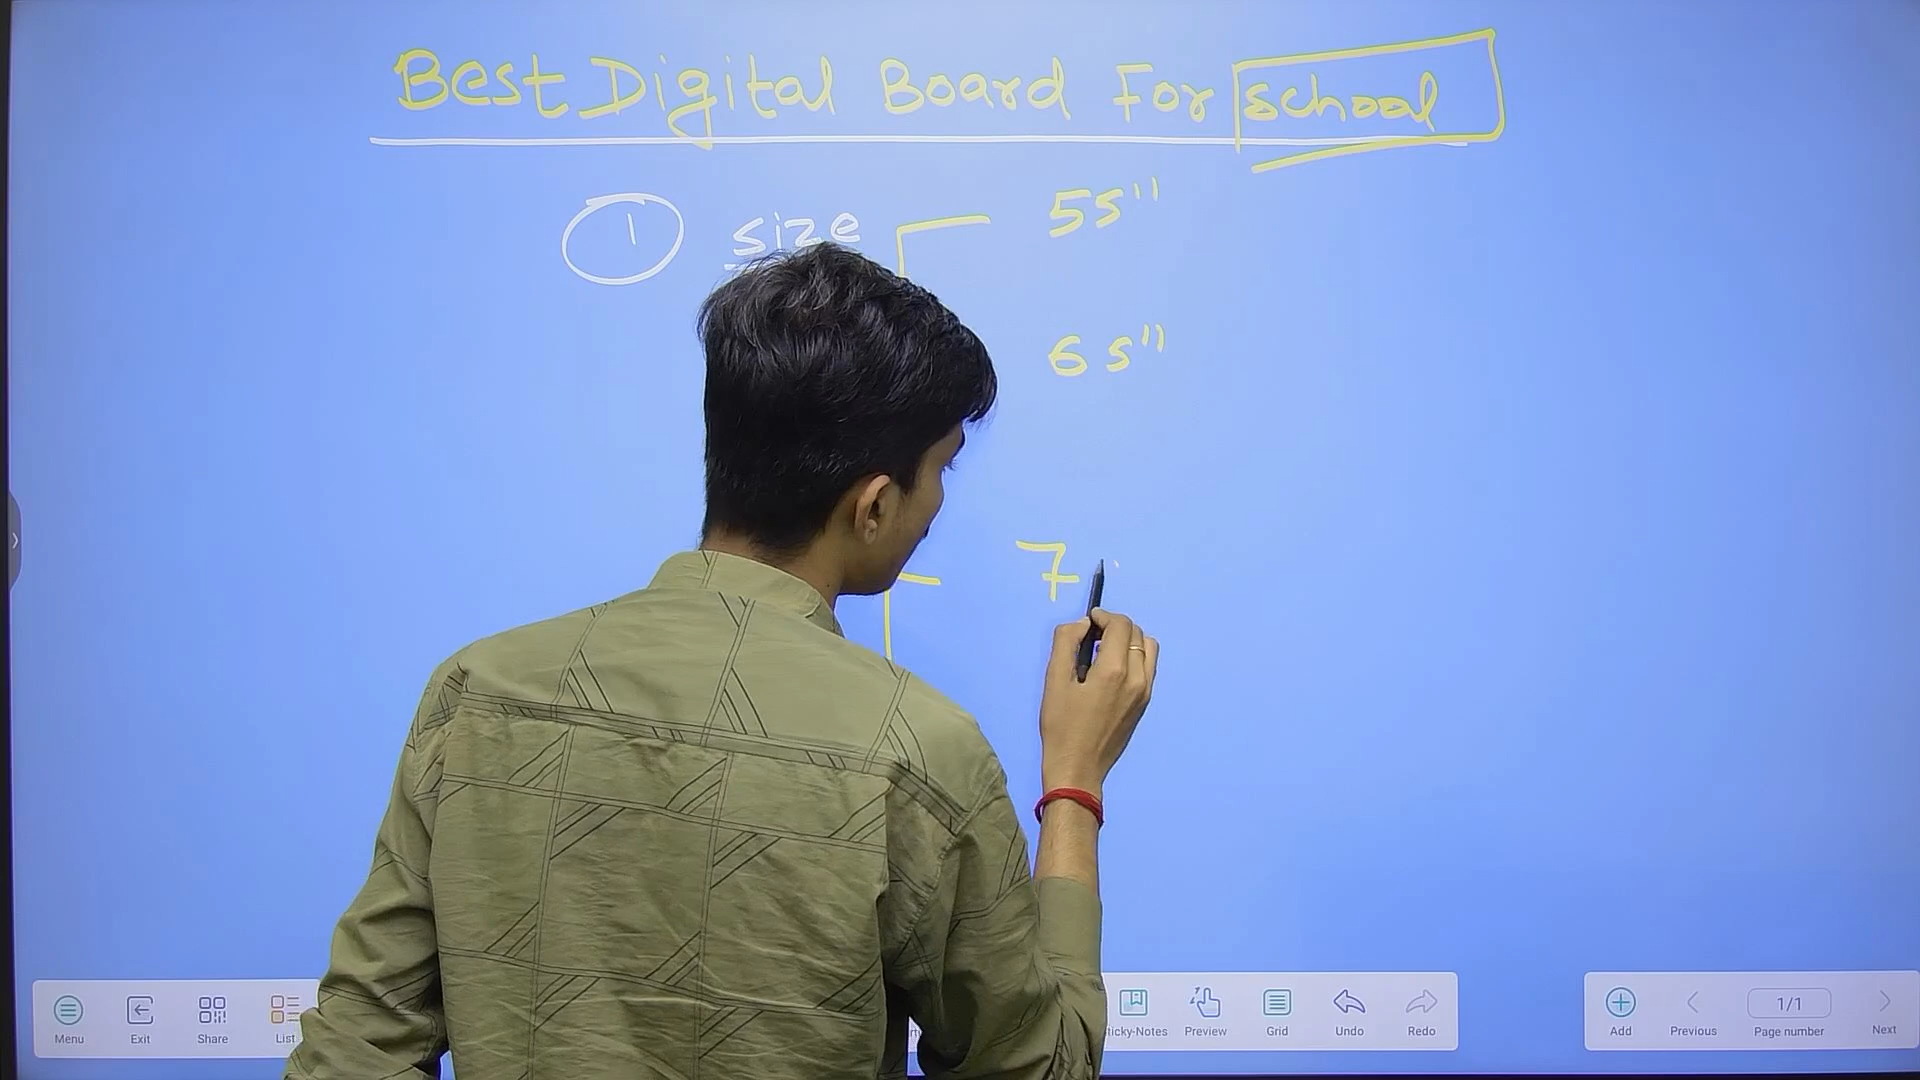 Best Digital Board For school
1 size 55"
65"
7
Menu Exit Share List ticky-Notes Preview Grid Undo Redo Add Previous 1/1 Page number Next